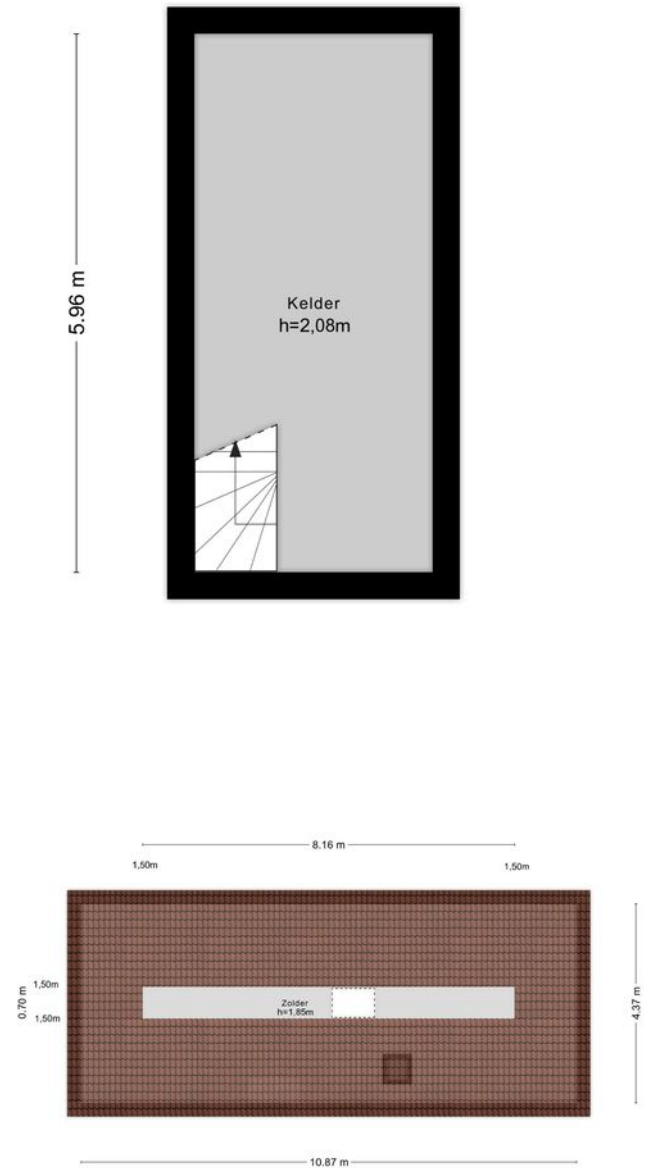 5.96 m
Kelder
h=2,08m
8.16 m
1,50m
1,50m
0.70 m
1,50m
1,50m
Zolder
h=1,85m
4.37 m
10.87 m